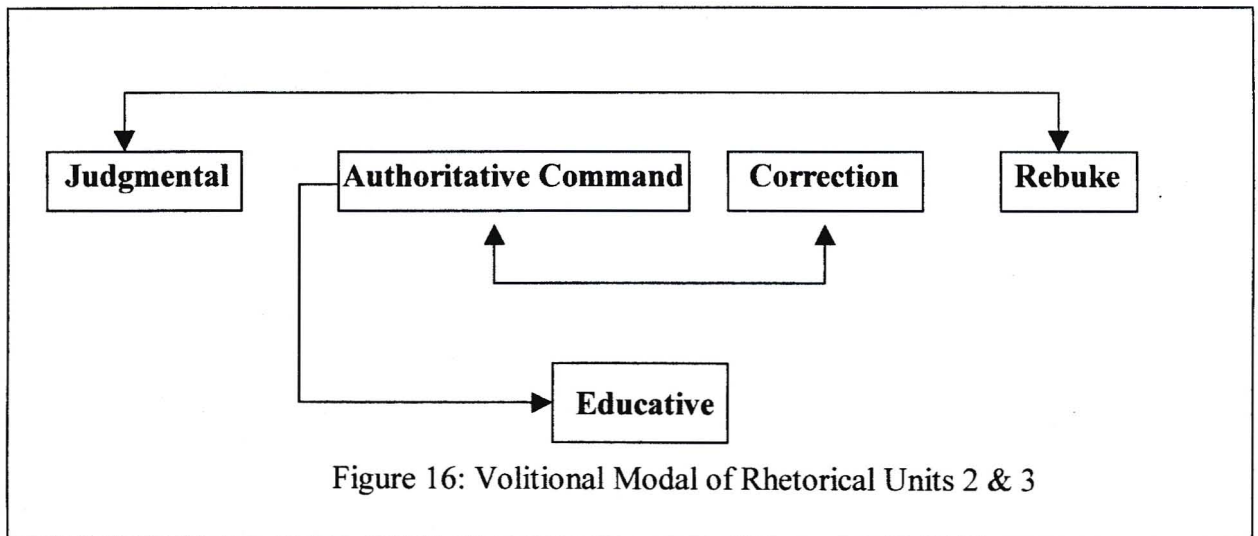 Judgmental
Authoritative Command
Correction
Rebuke
Educative
Figure 16: Volitional Modal of Rhetorical Units 2 & 3